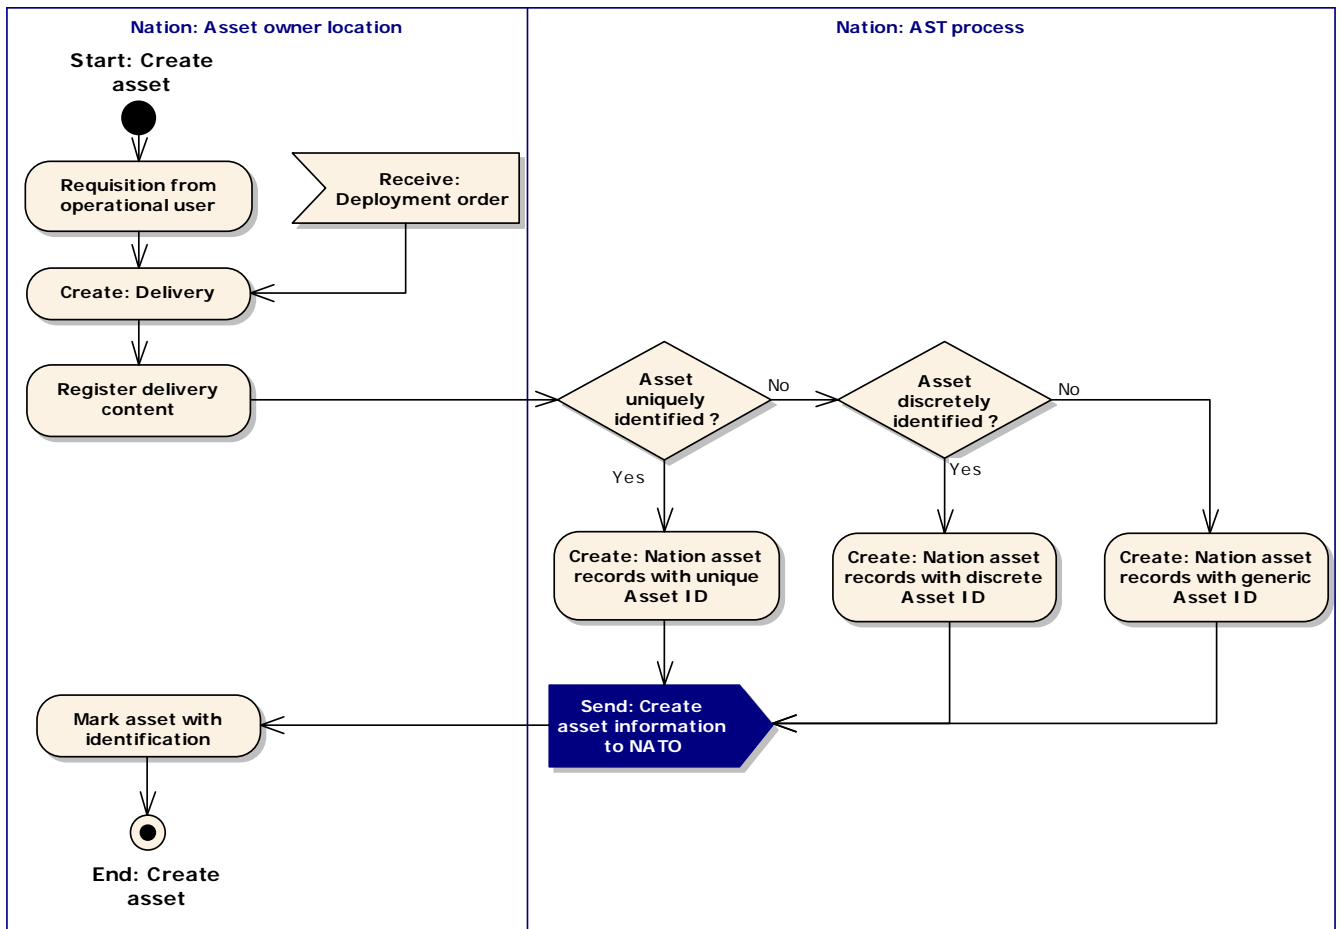 Nation: Asset owner location
Nation: AST process
Start: Create
asset
Requisition from
operational user
Receive:
Deployment order
Create: Delivery
Register delivery
content
Asset
uniquely
identified ?
No
Asset
discretely
identified ?
No
Yes
Yes
Create: Nation asset
records with unique
Asset ID
Create: Nation asset
records with discrete
Asset ID
Create: Nation asset
records with generic
Asset ID
Send: Create
asset information
to NATO
Mark asset with
identification
End: Create
asset